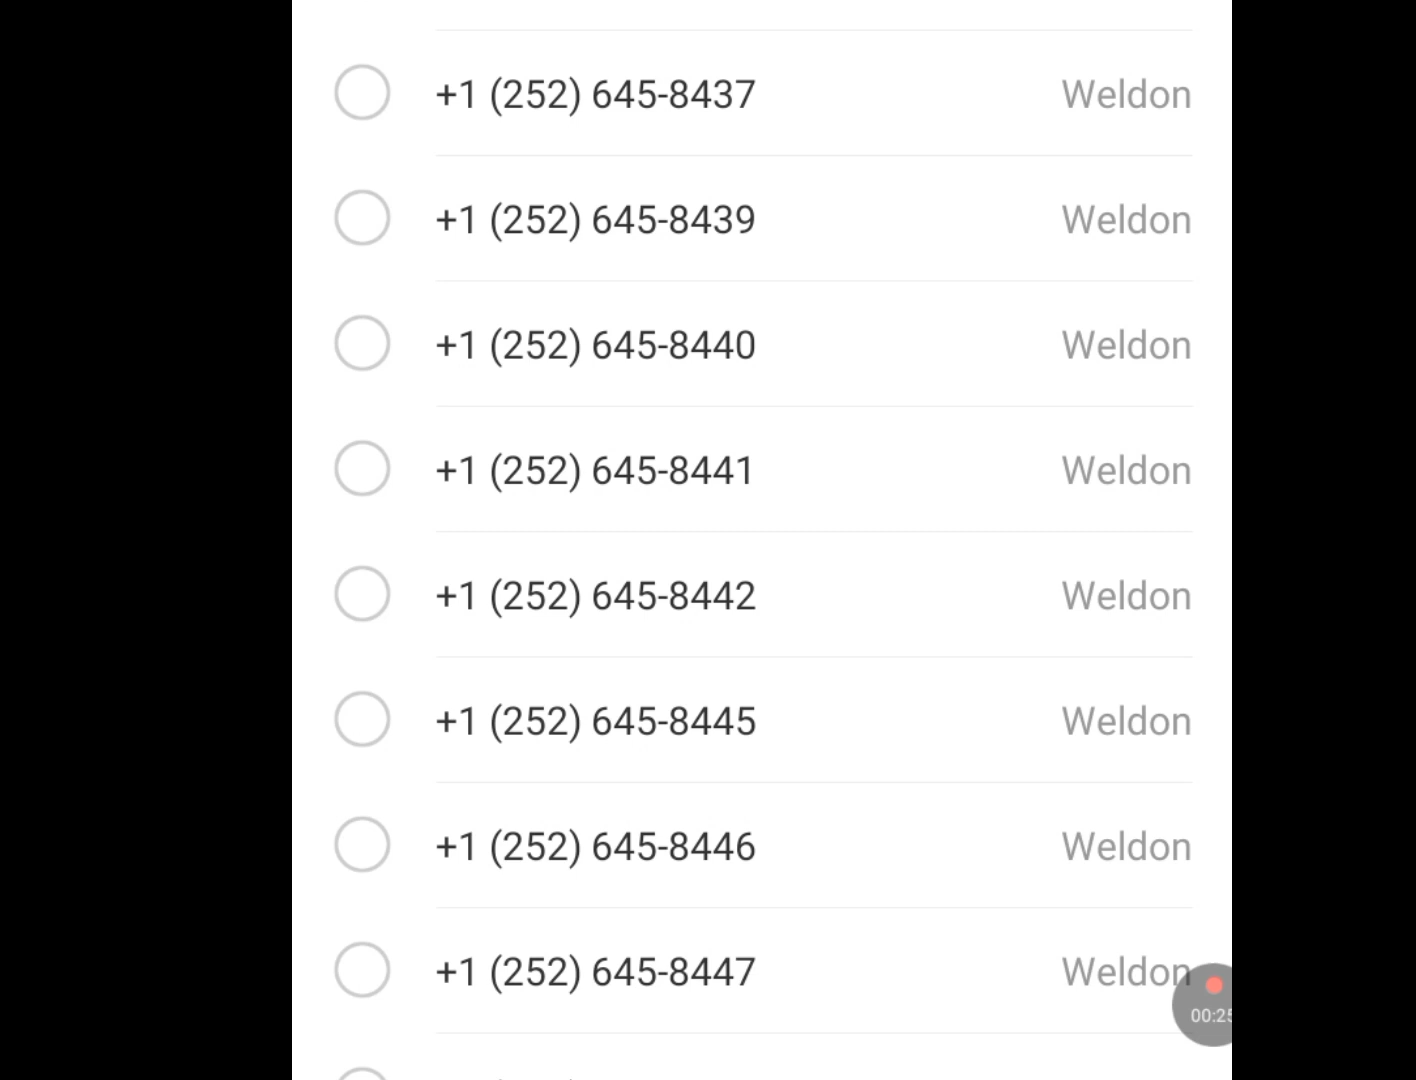 +1 (252) 645-8437 Weldon
+1 (252) 645-8439 Weldon
+1 (252) 645-8440 Weldon
+1 (252) 645-8441 Weldon
+1 (252) 645-8442 Weldon
+1 (252) 645-8445 Weldon
+1 (252) 645-8446 Weldon
+1 (252) 645-8447 Weldon
00:25